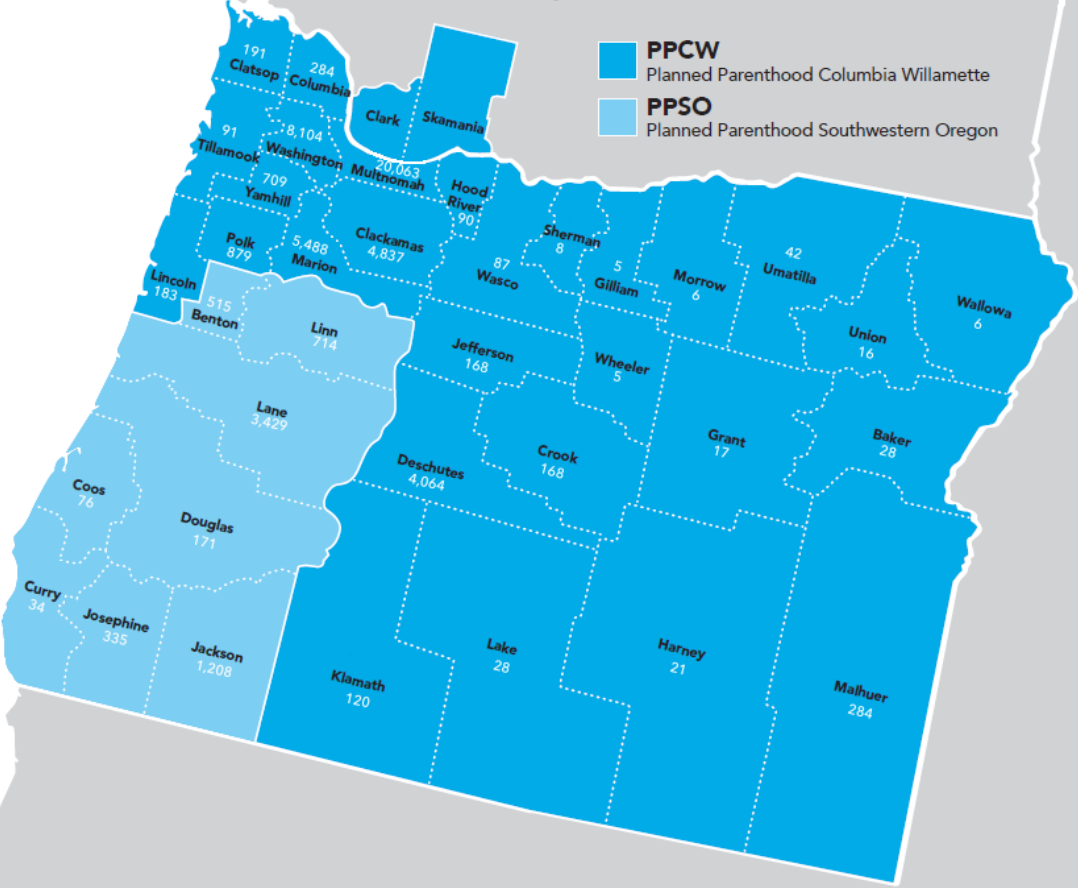 PPCW
Planned Parenthood Columbia Willamette
PPSO
Planned Parenthood Southwestern Oregon
191
Clatsop
284
Columbia
Clark
Skamania
91
Tillamook
8,104
Washington
20,063
Multnomah
Hood
River
90
709
Yamhill
Polk
879
5,488
Marion
Clackamas
4,837
87
Wasco
Sherman
8
5
Gilliam
Morrow
6
42
Umatilla
Union
16
Wallowa
6
Lincoln
183
515
Benton
Linn
714
Jefferson
168
Wheeler
5
Lane
3,429
Deschutes
4,064
Crook
168
Grant
17
Baker
28
Coos
76
Douglas
171
Curry
34
Josephine
335
Jackson
1,208
Klamath
120
Lake
28
Harney
21
Malhuer
284